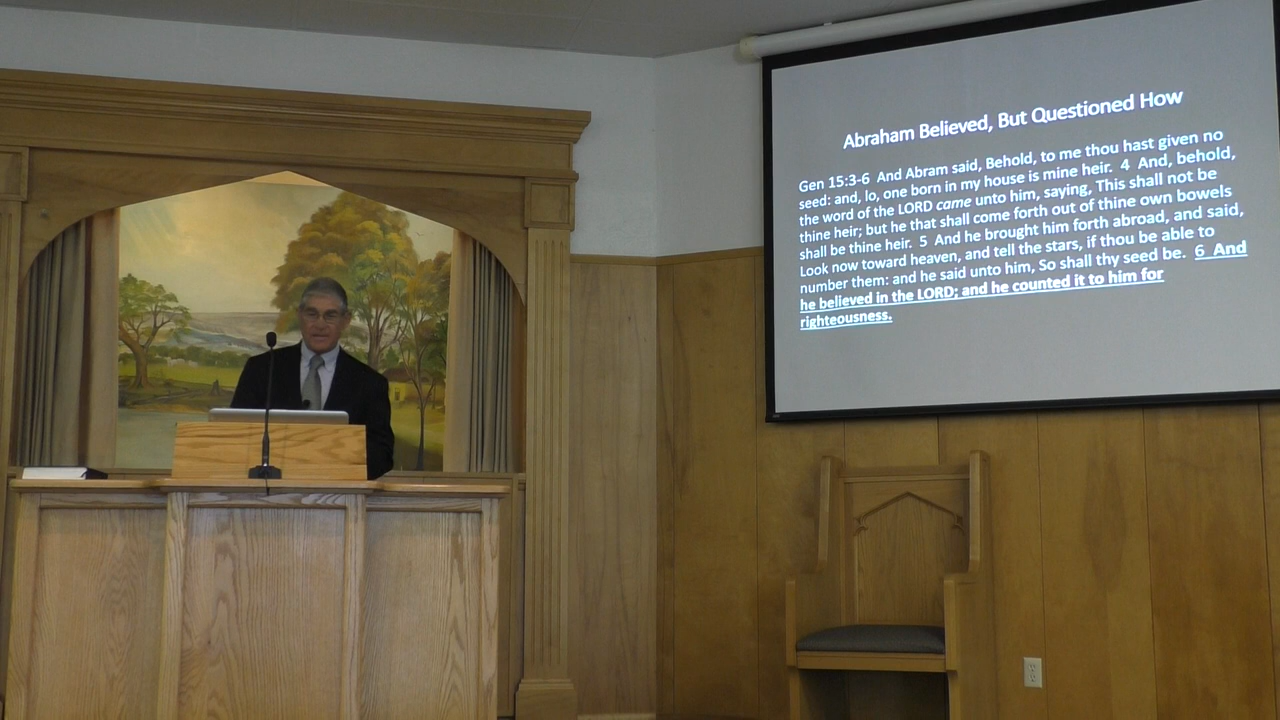 Abraham Believed, But Questioned How
Gen 15:3-6 And Abram said, Behold, to me thou hast given no
seed: and, lo, one born in my house is mine heir. 4 And, behold,
the word of the LORD came unto him, saying, This shall not be
thine heir; but he that shall come forth out of thine own bowels
shall be thine heir. 5 And he brought him forth abroad, and said,
Look now toward heaven, and tell the stars, if thou be able to
number them: and he said unto him, So shall thy seed be. 6 And
he believed in the LORD; and he counted it to him for
righteousness.